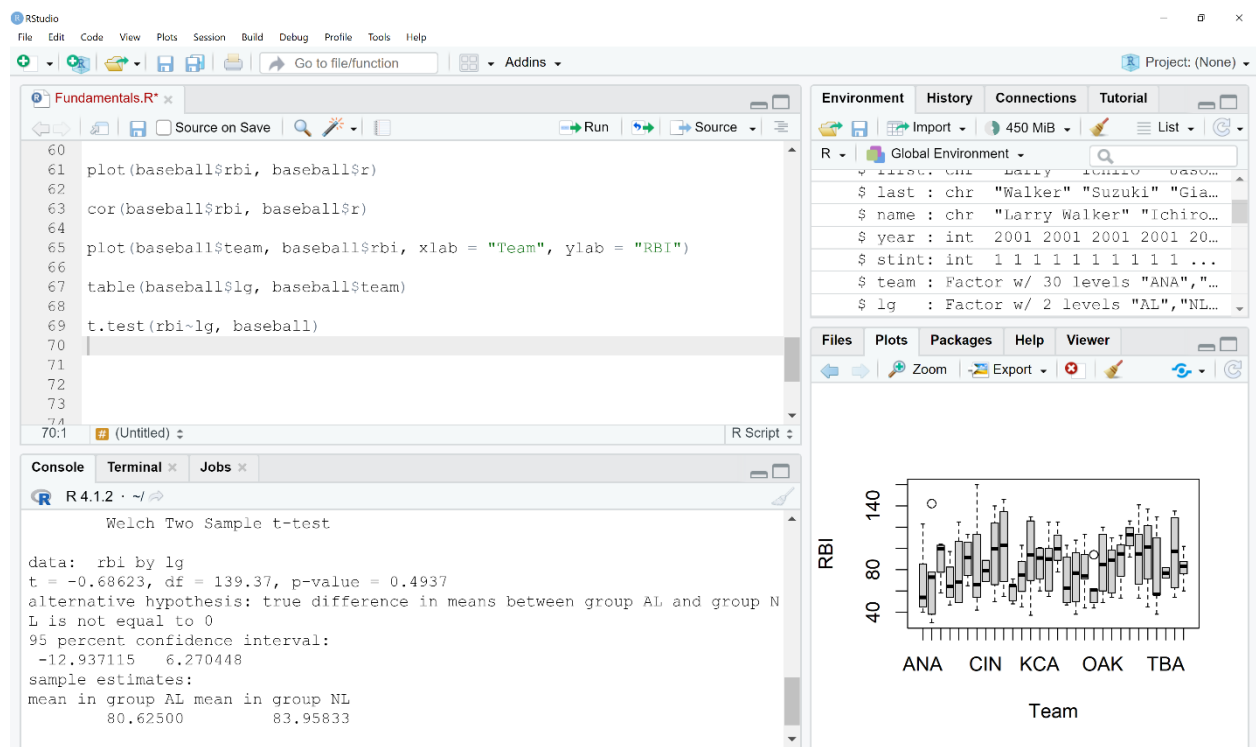 RStudio
File Edit Code View Plots Session Build Debug Profile Tools Help
Go to file/function Addins Project: (None)
Fundamentals.R*
Source on Save Run Source
60
61 plot(baseball$rbi, baseball$r)
62
63 cor(baseball$rbi, baseball$r)
64
65 plot(baseball$team, baseball$rbi, xlab = "Team", ylab = "RBI")
66
67 table(baseball$lg, baseball$team)
68
69 t.test(rbi~lg, baseball)
70
71
72
73
74
70:1 # (Untitled) R Script
Console Terminal Jobs
R R 4.1.2 · ~/
Welch Two Sample t-test
data: rbi by lg
t = -0.68623, df = 139.37, p-value = 0.4937
alternative hypothesis: true difference in means between group AL and group N
L is not equal to 0
95 percent confidence interval:
-12.937115 6.270448
sample estimates:
mean in group AL mean in group NL
80.62500 83.95833
Environment History Connections Tutorial
Import 450 MiB List
R Global Environment
$ last : chr "Walker" "Suzuki" "Gia…
$ name : chr "Larry Walker" "Ichiro…
$ year : int 2001 2001 2001 2001 20…
$ stint: int 1 1 1 1 1 1 1 1 1 1 ...
$ team : Factor w/ 30 levels "ANA","…
$ lg : Factor w/ 2 levels "AL","NL…
Files Plots Packages Help Viewer
Zoom Export
RBI
140
80
40
ANA CIN KCA OAK TBA
Team